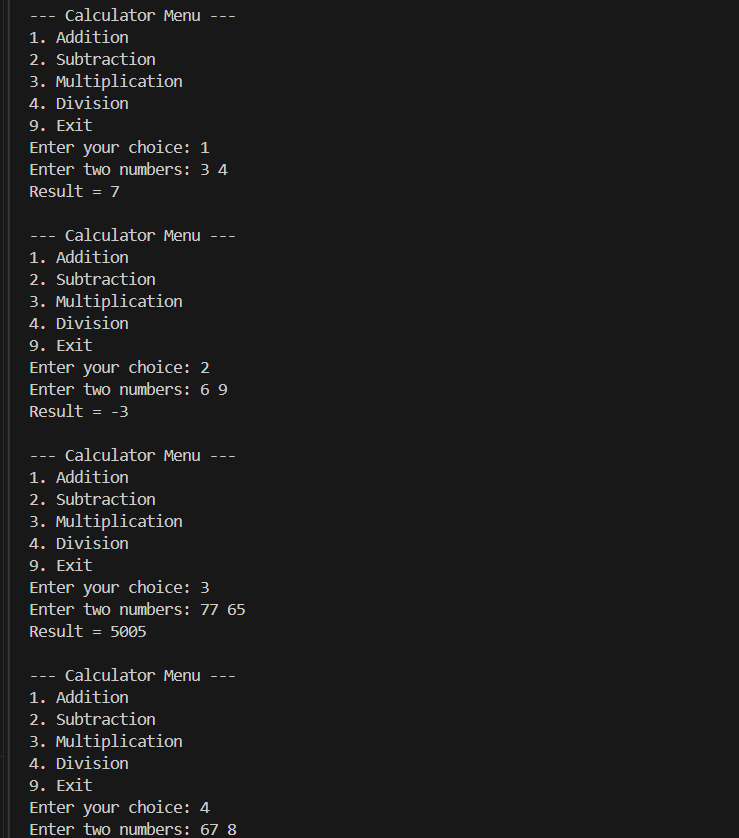 --- Calculator Menu ---
1. Addition
2. Subtraction
3. Multiplication
4. Division
9. Exit
Enter your choice: 1
Enter two numbers: 3 4
Result = 7

--- Calculator Menu ---
1. Addition
2. Subtraction
3. Multiplication
4. Division
9. Exit
Enter your choice: 2
Enter two numbers: 6 9
Result = -3

--- Calculator Menu ---
1. Addition
2. Subtraction
3. Multiplication
4. Division
9. Exit
Enter your choice: 3
Enter two numbers: 77 65
Result = 5005

--- Calculator Menu ---
1. Addition
2. Subtraction
3. Multiplication
4. Division
9. Exit
Enter your choice: 4
Enter two numbers: 67 8